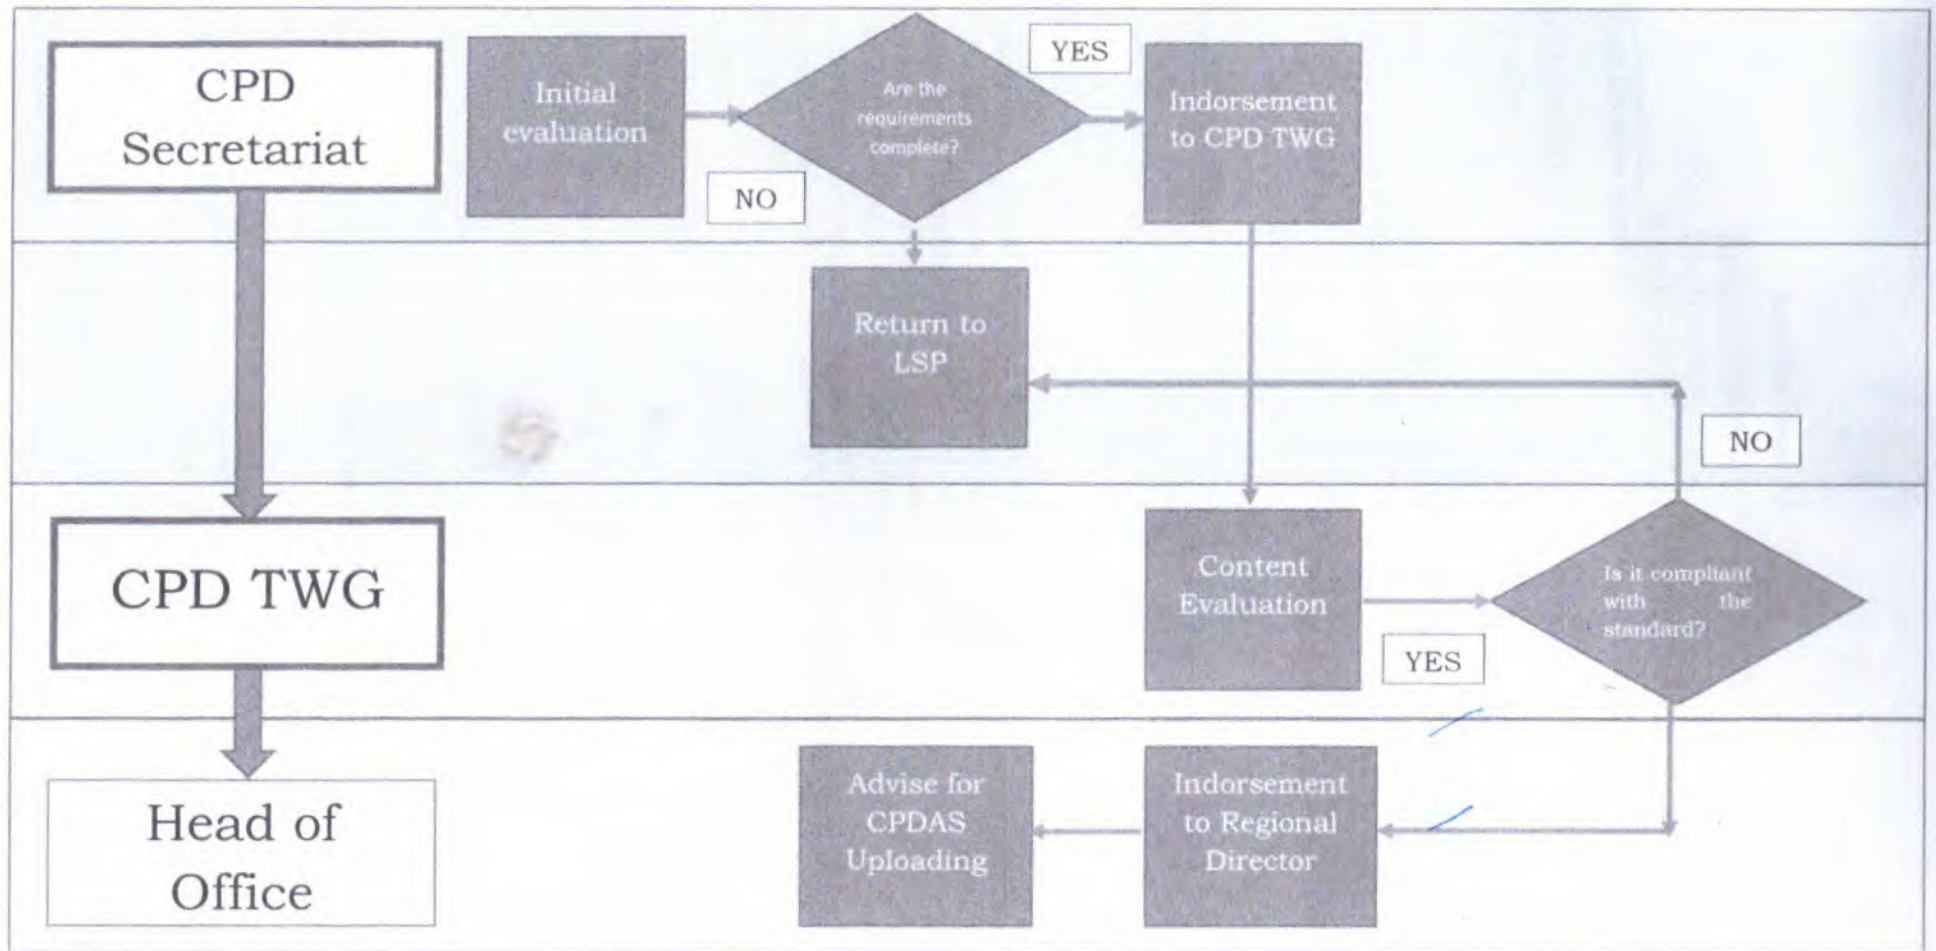 CPD
Secretariat
Initial
evaluation
Are the
requirements
complete?
YES
NO
Indorsement
to CPD TWG
Return to
LSP
NO
CPD TWG
Content
Evaluation
YES
Is it compliant
with the
standard?
Head of
Office
Advise for
CPDAS
Uploading
Indorsement
to Regional
Director